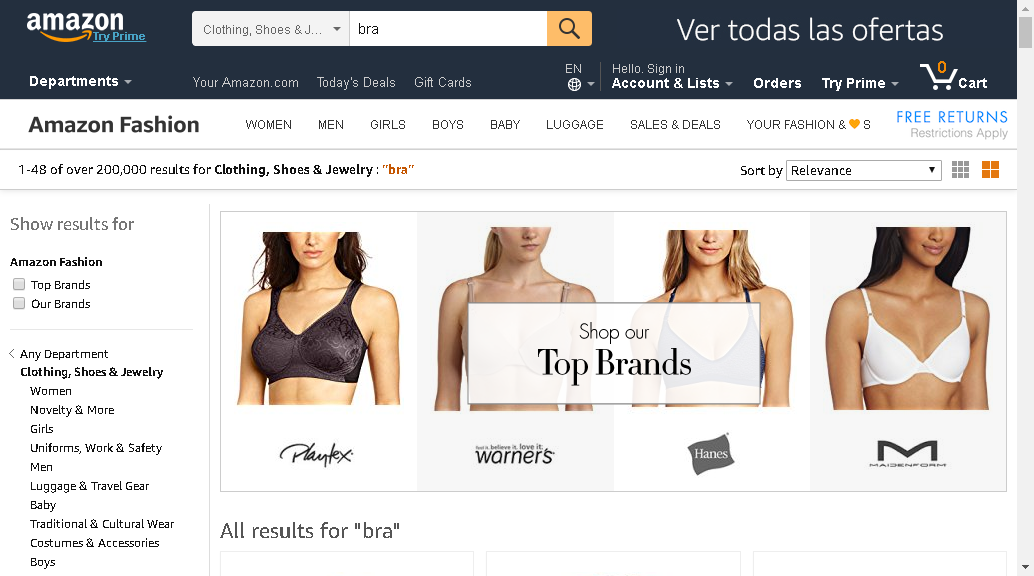 amazon
Try Prime
Clothing, Shoes & J...
bra
Ver todas las ofertas
Departments
Your Amazon.com
Today's Deals
Gift Cards
EN
Hello. Sign in
Account & Lists
Orders
Try Prime
0
Cart
Amazon Fashion
WOMEN
MEN
GIRLS
BOYS
BABY
LUGGAGE
SALES & DEALS
YOUR FASHION & 🧡 S
FREE RETURNS
Restrictions Apply
1-48 of over 200,000 results for Clothing, Shoes & Jewelry : "bra"
Sort by Relevance
Show results for
Amazon Fashion
Top Brands
Our Brands
Any Department
Clothing, Shoes & Jewelry
Women
Novelty & More
Girls
Uniforms, Work & Safety
Men
Luggage & Travel Gear
Baby
Traditional & Cultural Wear
Costumes & Accessories
Boys
Shop our
Top Brands
Playtex
love it.
warner's
Hanes
M
MAIDENFORM
All results for "bra"